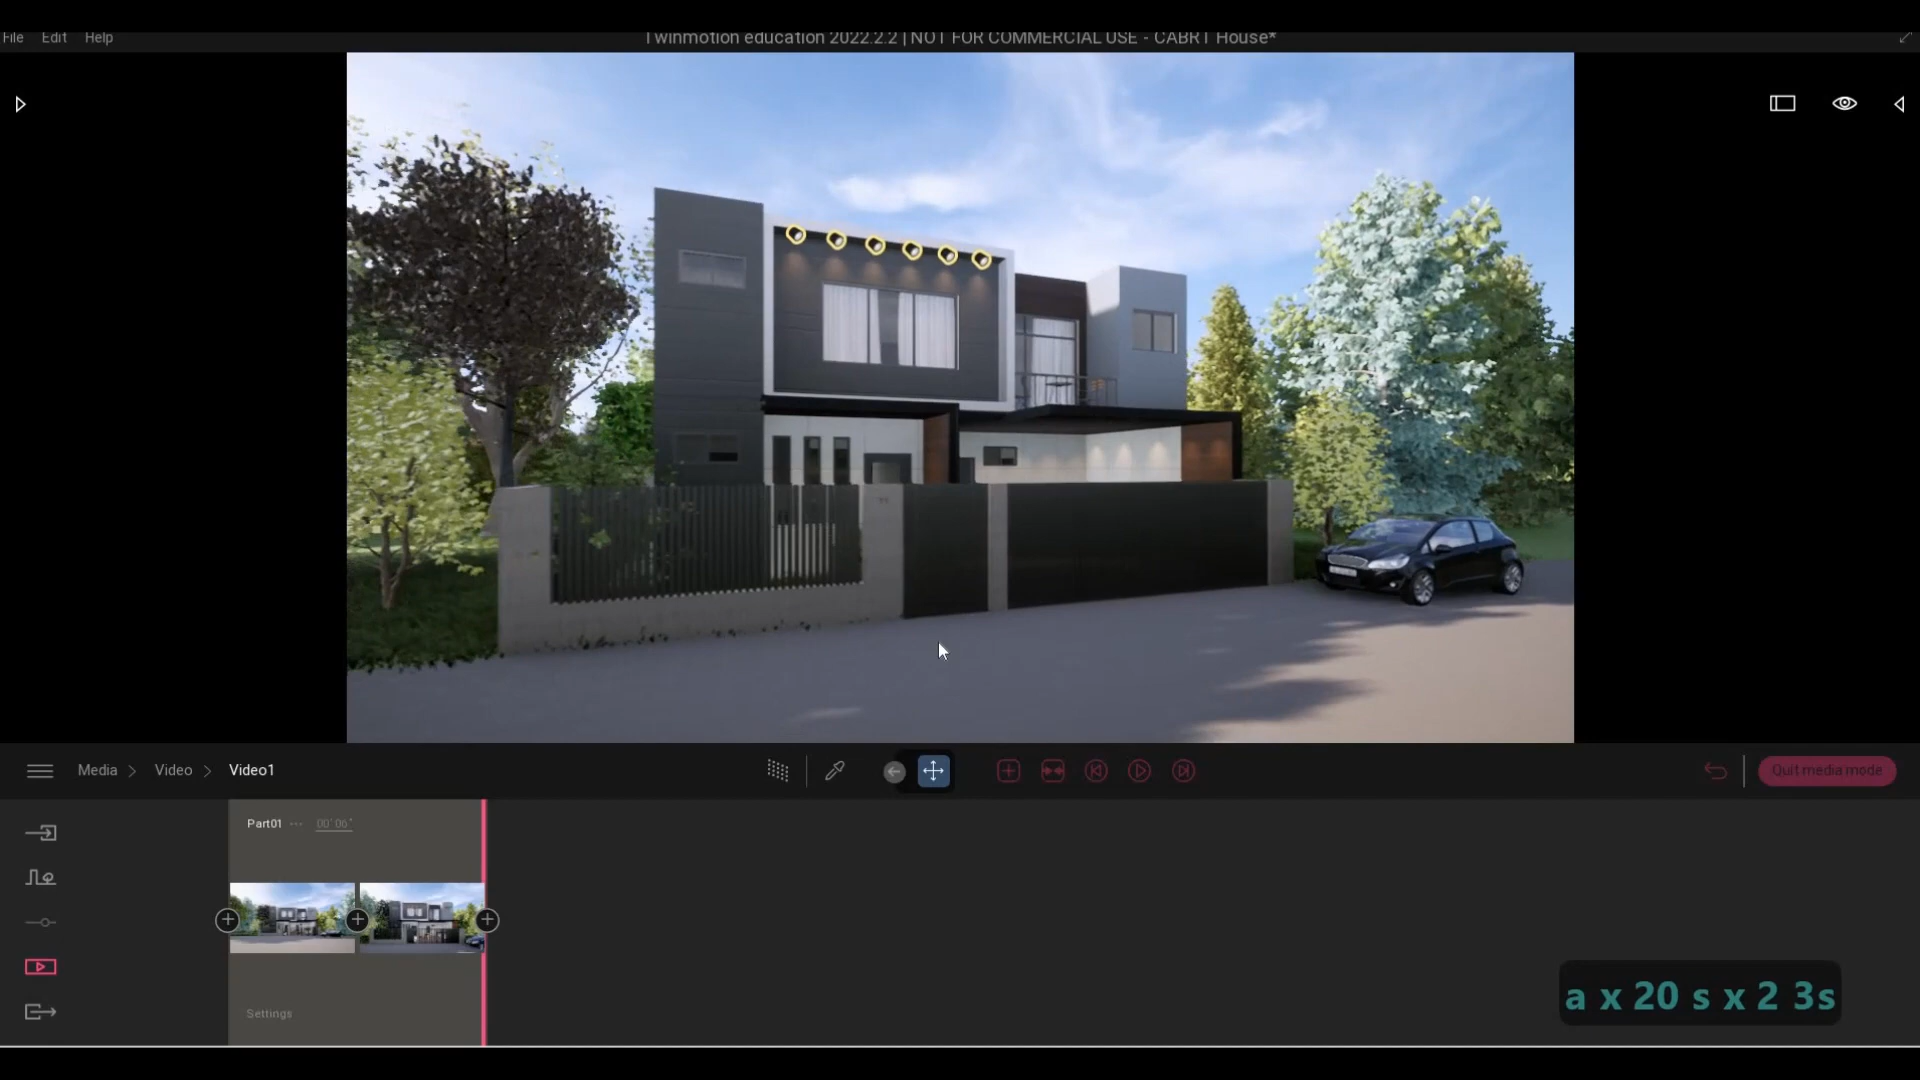 File Edit Help
Twinmotion education 2022.2.2 | NOT FOR COMMERCIAL USE - CABRT House*
Media Video Video1
Quit media mode
Part01 ··· 00' 06"
Settings
a x 20 s x 2 3s